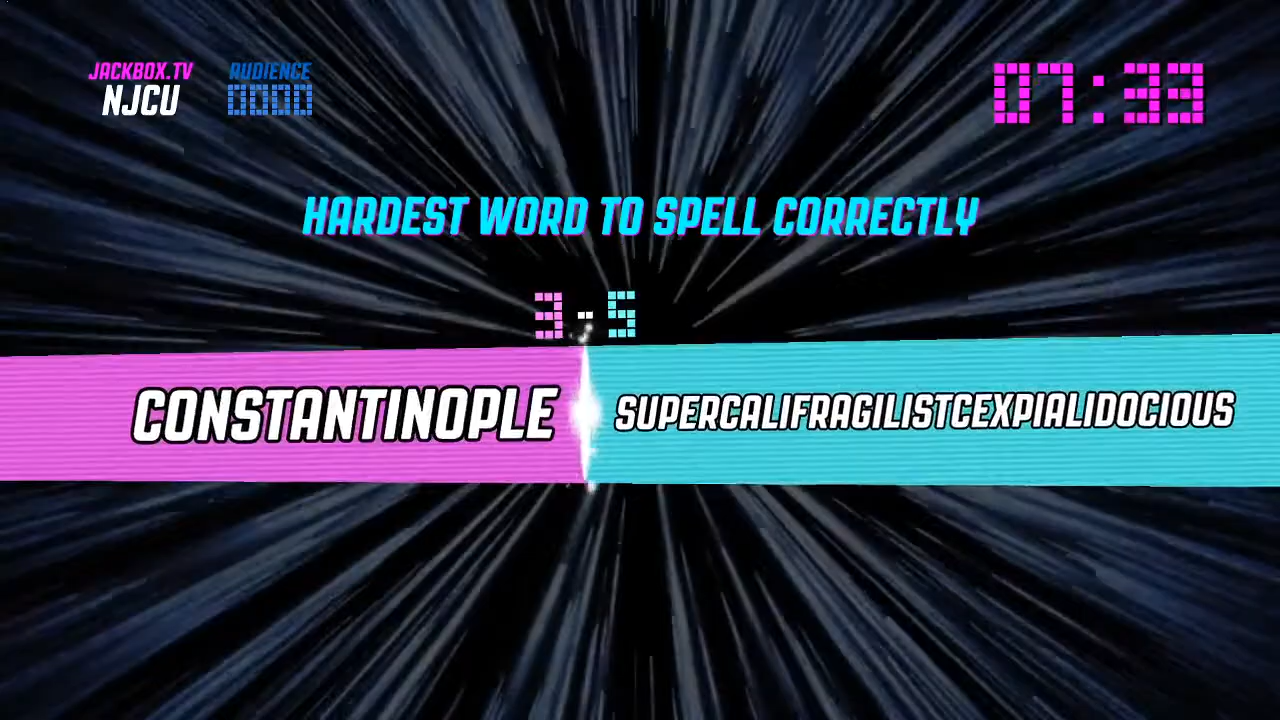 JACKBOX.TV
NJCU
AUDIENCE
0000
07:33
HARDEST WORD TO SPELL CORRECTLY
3-5
CONSTANTINOPLE
SUPERCALIFRAGILISTCEXPIALIDOCIOUS